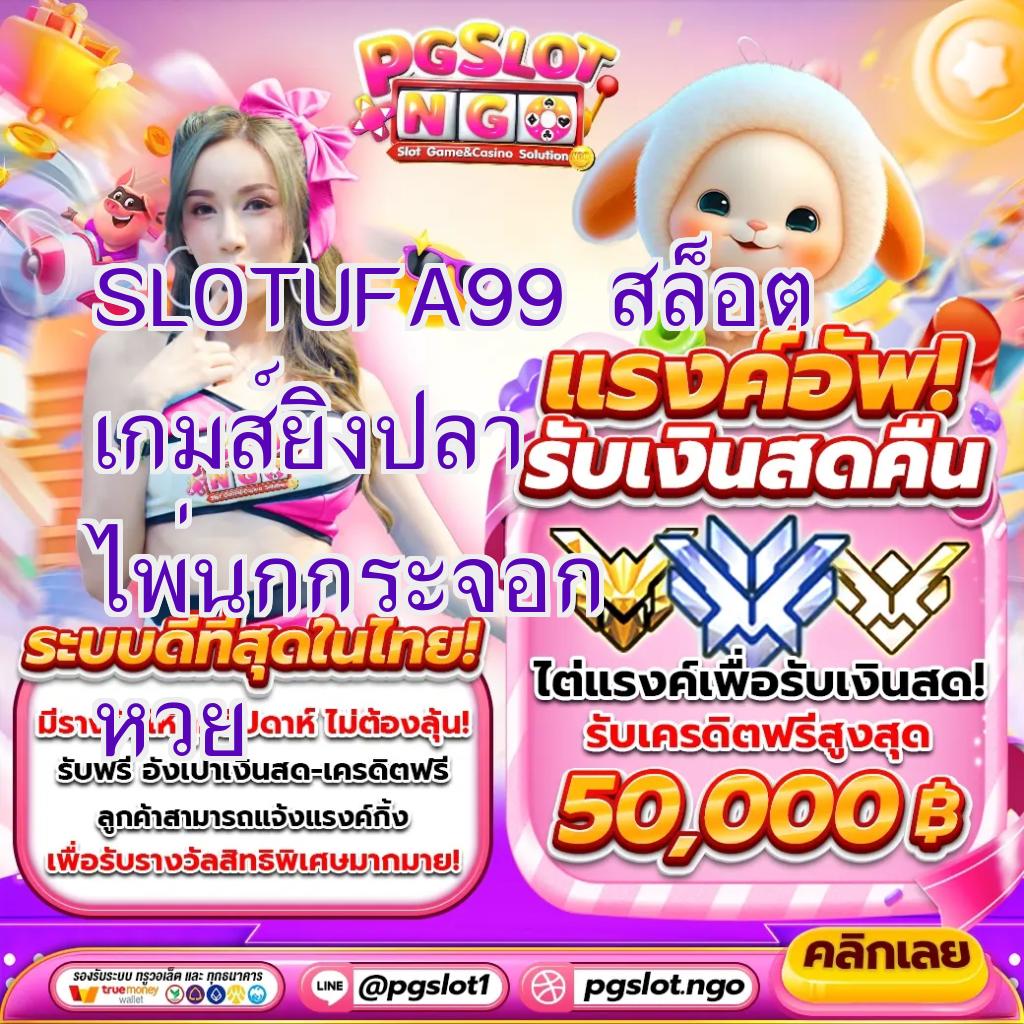 PGSLOT
NGO
Slot Game&Casino Solution
SLOTUFA99 สล็อต
เกมส์ยิงปลา
ไพ่นกกระจอก
หวย
แรงค์อัพ!
รับเงินสดคืน
ไต่แรงค์เพื่อรับเงินสด!
รับเครดิตฟรีสูงสุด
50,000 ฿
ระบบดีที่สุดในไทย!
ไม่ต้องลุ้น!
รับฟรี อั่งเปาเงินสด-เครดิตฟรี
ลูกค้าสามารถแจ้งแรงค์กิ้ง
เพื่อรับรางวัลสิทธิพิเศษมากมาย!
คลิกเลย
รองรับระบบ ทรูวอเล็ต และ ทุกธนาคาร
truemoney
wallet
LINE @pgslot1
pgslot.ngo